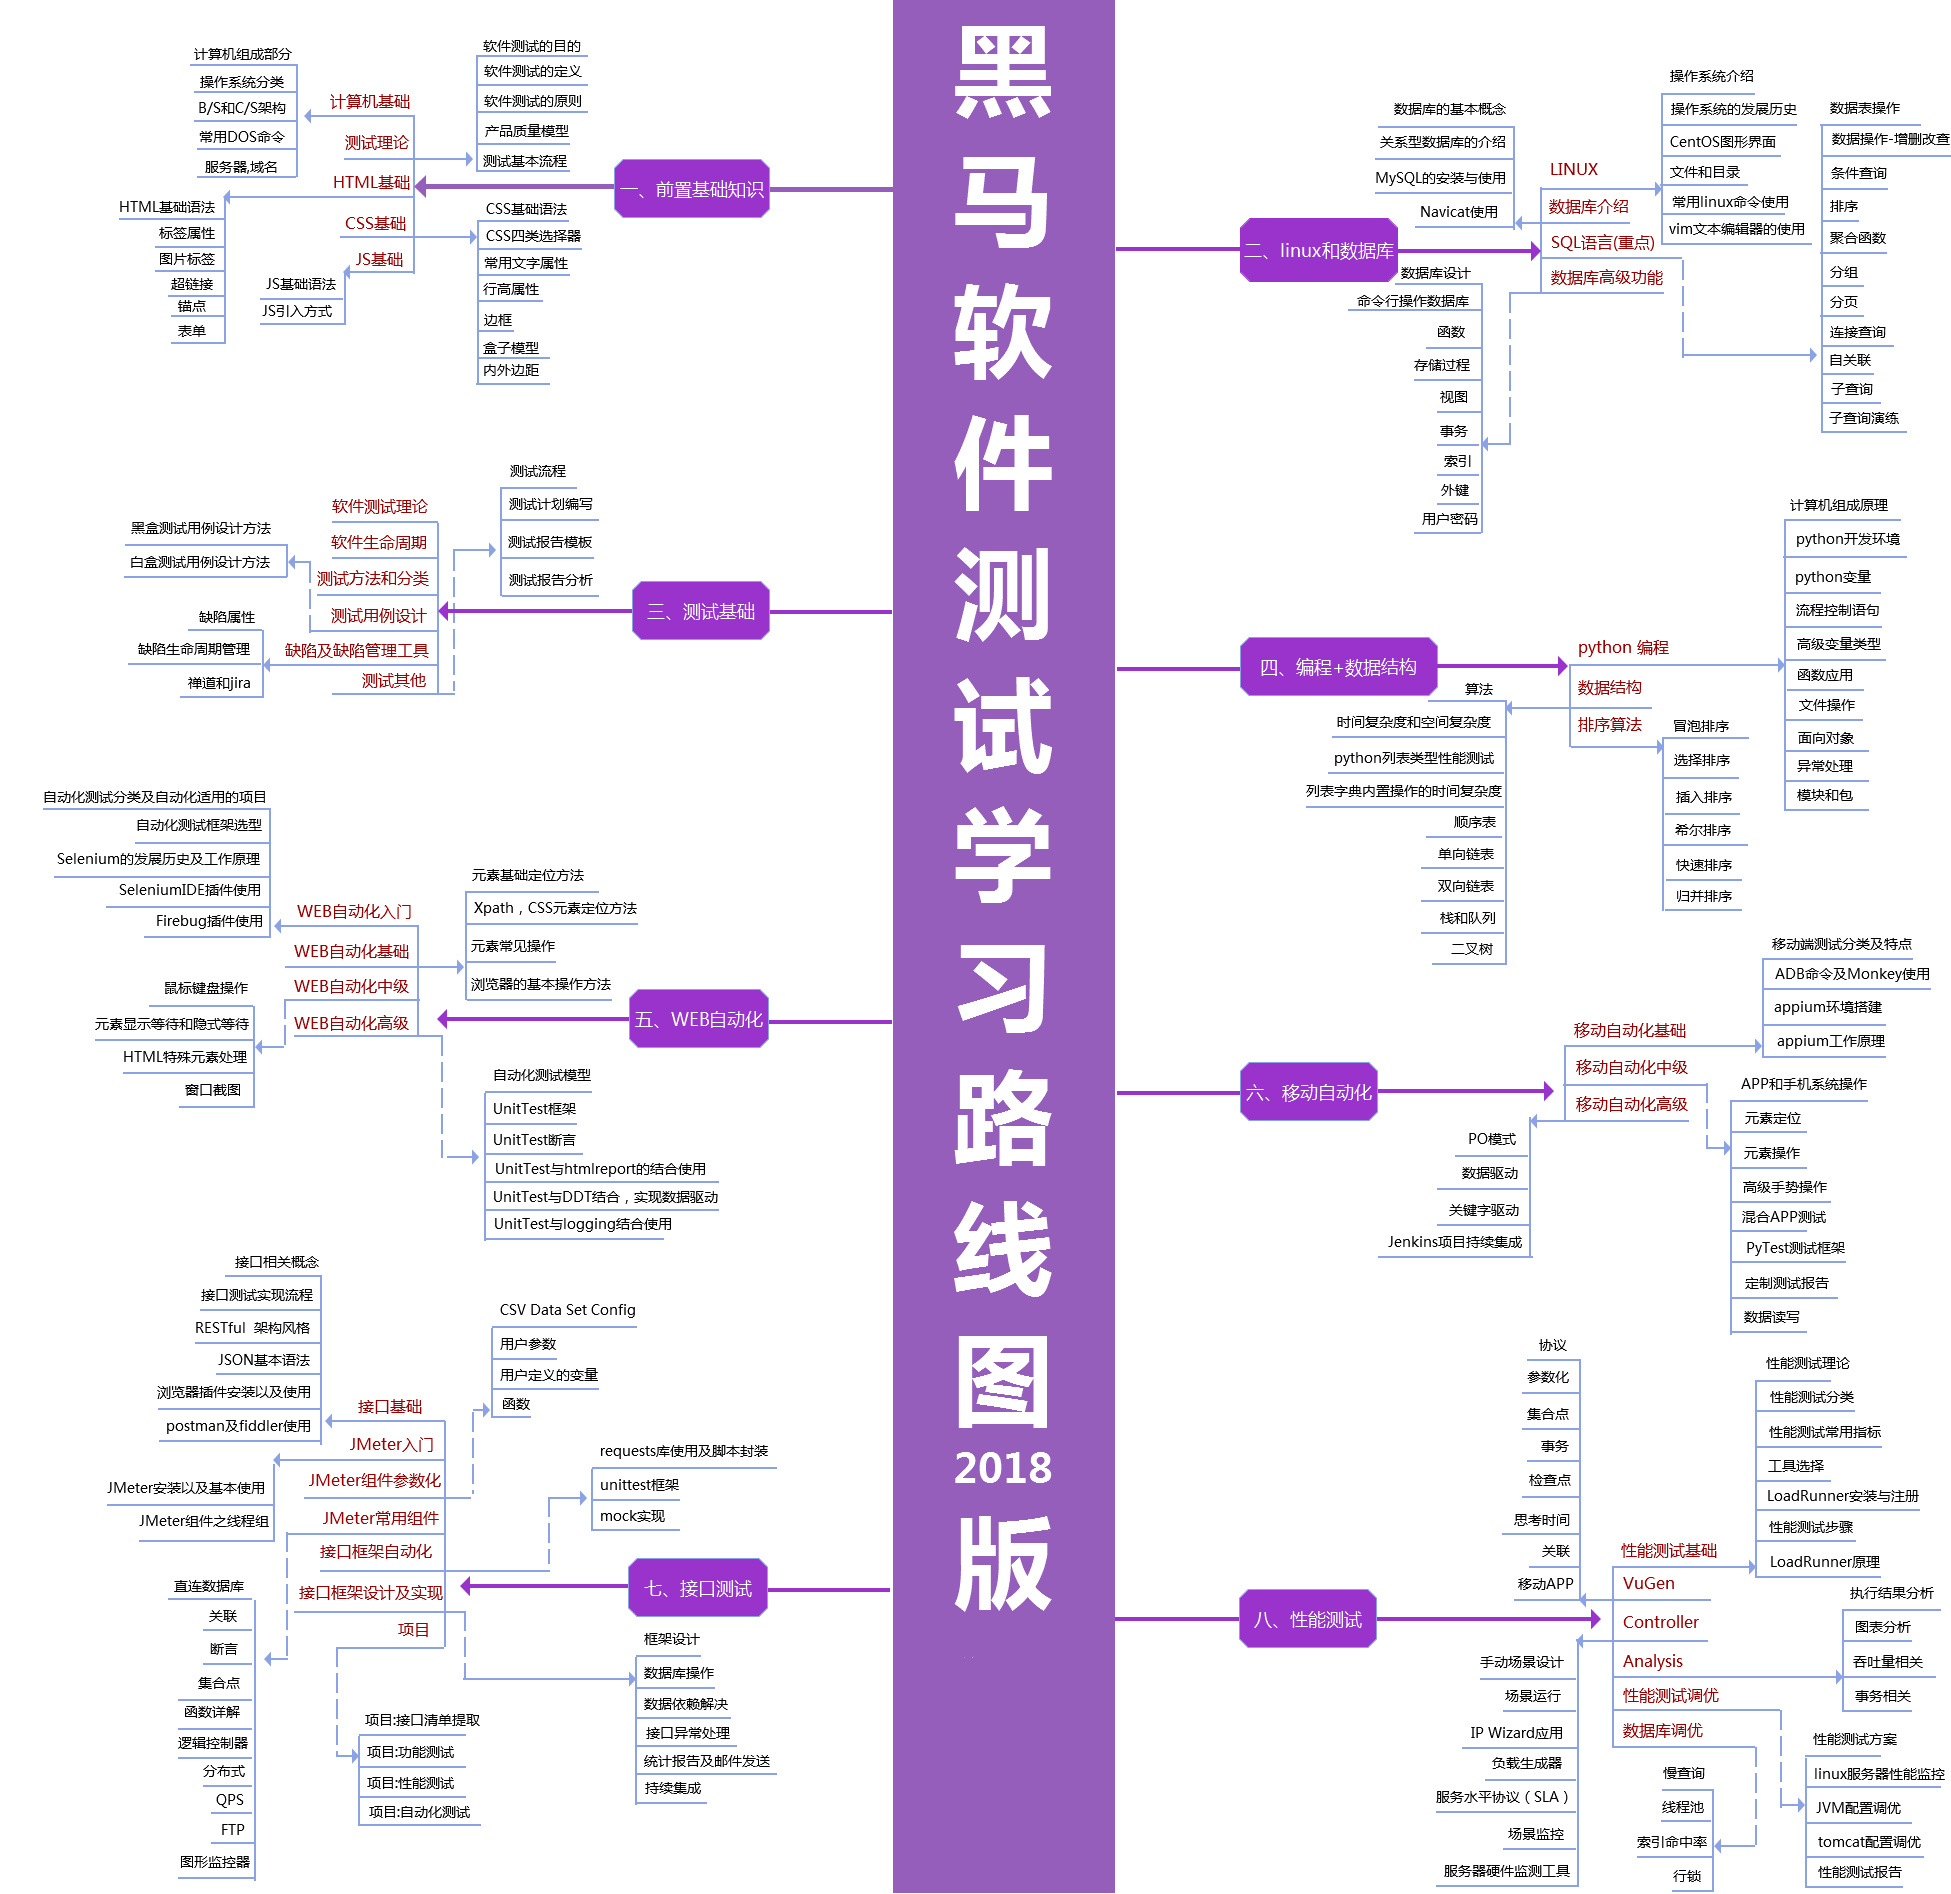 黑马软件测试学习路线图2018版
一、前置基础知识
计算机基础
计算机组成部分
操作系统分类
B/S和C/S架构
常用DOS命令
服务器,域名
测试理论
软件测试的目的
软件测试的定义
软件测试的原则
产品质量模型
测试基本流程
HTML基础
HTML基础语法
标签属性
图片标签
超链接
锚点
表单
CSS基础
CSS基础语法
CSS四类选择器
常用文字属性
行高属性
边框
盒子模型
内外边距
JS基础
JS基础语法
JS引入方式
二、linux和数据库
LINUX
操作系统介绍
操作系统的发展历史
CentOS图形界面
文件和目录
常用linux命令使用
vim文本编辑器的使用
数据库介绍
数据库的基本概念
关系型数据库的介绍
MySQL的安装与使用
Navicat使用
SQL语言(重点)
数据表操作
数据操作-增删改查
条件查询
排序
聚合函数
分组
分页
连接查询
自关联
子查询
子查询演练
数据库高级功能
数据库设计
命令行操作数据库
函数
存储过程
视图
事务
索引
外键
用户密码
三、测试基础
软件测试理论
软件生命周期
测试方法和分类
测试用例设计
黑盒测试用例设计方法
白盒测试用例设计方法
缺陷及缺陷管理工具
缺陷属性
缺陷生命周期管理
禅道和jira
测试其他
测试流程
测试计划编写
测试报告模板
测试报告分析
四、编程+数据结构
python 编程
计算机组成原理
python开发环境
python变量
流程控制语句
高级变量类型
函数应用
文件操作
面向对象
异常处理
模块和包
数据结构
算法
时间复杂度和空间复杂度
python列表类型性能测试
列表字典内置操作的时间复杂度
顺序表
单向链表
双向链表
栈和队列
二叉树
排序算法
冒泡排序
选择排序
插入排序
希尔排序
快速排序
归并排序
五、WEB自动化
WEB自动化入门
自动化测试分类及自动化适用的项目
自动化测试框架选型
Selenium的发展历史及工作原理
SeleniumIDE插件使用
Firebug插件使用
WEB自动化基础
元素基础定位方法
Xpath，CSS元素定位方法
元素常见操作
浏览器的基本操作方法
WEB自动化中级
鼠标键盘操作
元素显示等待和隐式等待
HTML特殊元素处理
窗口截图
WEB自动化高级
自动化测试模型
UnitTest框架
UnitTest断言
UnitTest与htmlreport的结合使用
UnitTest与DDT结合，实现数据驱动
UnitTest与logging结合使用
六、移动自动化
移动自动化基础
移动端测试分类及特点
ADB命令及Monkey使用
appium环境搭建
appium工作原理
移动自动化中级
APP和手机系统操作
元素定位
元素操作
高级手势操作
混合APP测试
PyTest测试框架
定制测试报告
数据读写
移动自动化高级
PO模式
数据驱动
关键字驱动
Jenkins项目持续集成
七、接口测试
接口基础
接口相关概念
接口测试实现流程
RESTful 架构风格
JSON基本语法
浏览器插件安装以及使用
postman及fiddler使用
JMeter入门
JMeter安装以及基本使用
JMeter组件之线程组
JMeter组件参数化
CSV Data Set Config
用户参数
用户定义的变量
函数
JMeter常用组件
直连数据库
关联
断言
集合点
函数详解
逻辑控制器
分布式
QPS
FTP
图形监控器
接口框架自动化
requests库使用及脚本封装
unittest框架
mock实现
接口框架设计及实现
框架设计
数据库操作
数据依赖解决
接口异常处理
统计报告及邮件发送
持续集成
项目
项目:接口清单提取
项目:功能测试
项目:性能测试
项目:自动化测试
八、性能测试
性能测试基础
性能测试理论
性能测试分类
性能测试常用指标
工具选择
LoadRunner安装与注册
性能测试步骤
LoadRunner原理
VuGen
协议
参数化
集合点
事务
检查点
思考时间
关联
移动APP
Controller
手动场景设计
场景运行
IP Wizard应用
负载生成器
服务水平协议（SLA）
场景监控
服务器硬件监测工具
Analysis
执行结果分析
图表分析
吞吐量相关
事务相关
性能测试调优
性能测试方案
linux服务器性能监控
JVM配置调优
tomcat配置调优
性能测试报告
数据库调优
慢查询
线程池
索引命中率
行锁